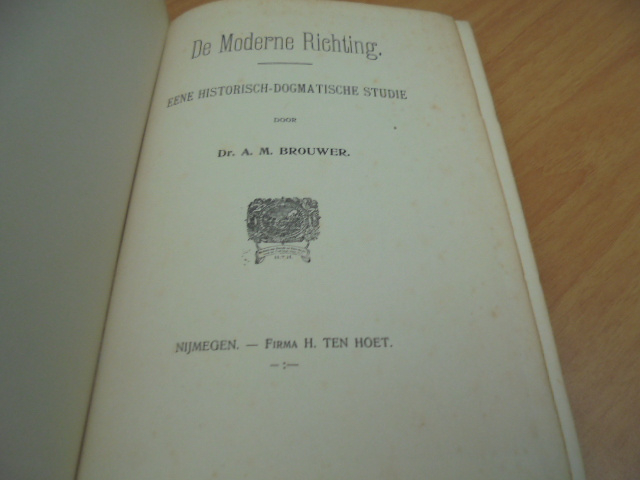 De Moderne Richting.
EENE HISTORISCH-DOGMATISCHE STUDIE
DOOR
Dr. A. M. BROUWER.
NIJMEGEN. — FIRMA H. TEN HOET.